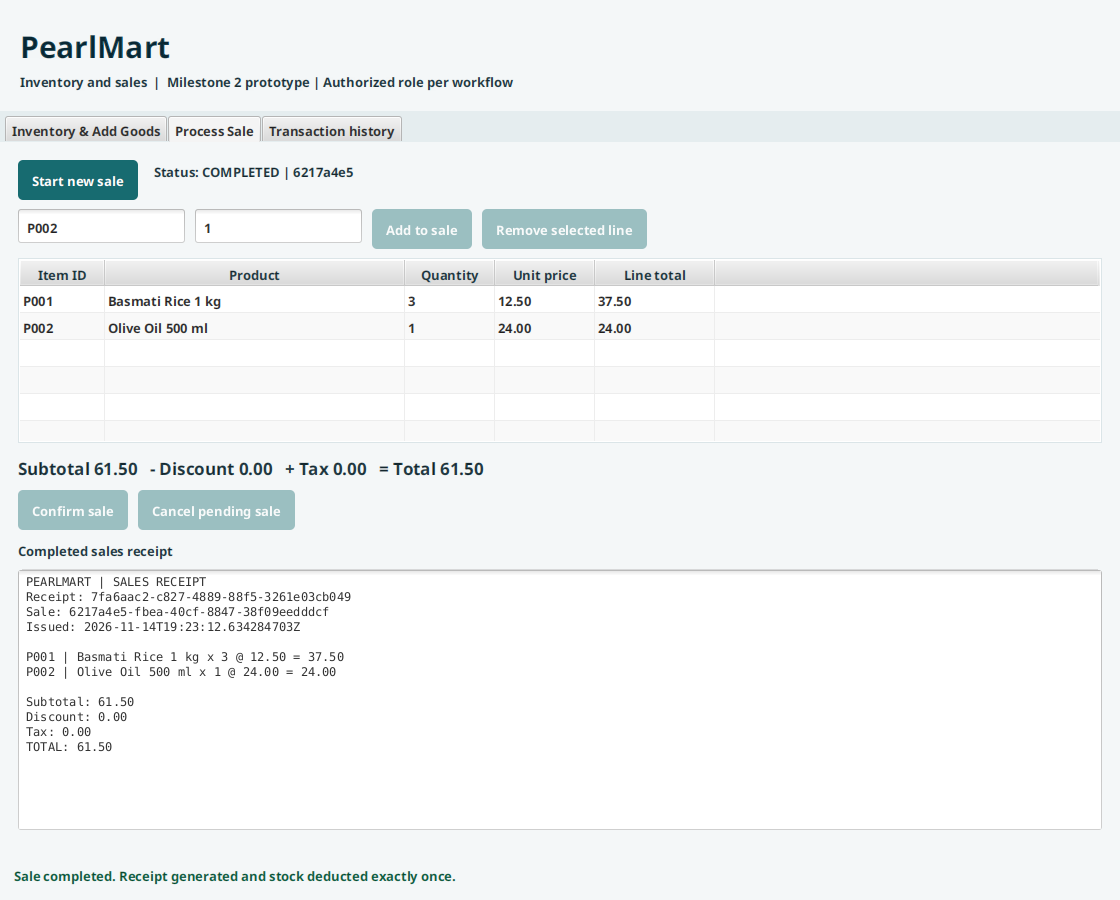 PearlMart
Inventory and sales | Milestone 2 prototype | Authorized role per workflow
Inventory & Add Goods Process Sale Transaction history
Start new sale Status: COMPLETED | 6217a4e5
P002 1 Add to sale Remove selected line
Item ID Product Quantity Unit price Line total
P001 Basmati Rice 1 kg 3 12.50 37.50
P002 Olive Oil 500 ml 1 24.00 24.00
Subtotal 61.50 - Discount 0.00 + Tax 0.00 = Total 61.50
Confirm sale Cancel pending sale
Completed sales receipt
PEARLMART | SALES RECEIPT
Receipt: 7fa6aac2-c827-4889-88f5-3261e03cb049
Sale: 6217a4e5-fbea-40cf-8847-38f09eedddcf
Issued: 2026-11-14T19:23:12.634284703Z
P001 | Basmati Rice 1 kg x 3 @ 12.50 = 37.50
P002 | Olive Oil 500 ml x 1 @ 24.00 = 24.00
Subtotal: 61.50
Discount: 0.00
Tax: 0.00
TOTAL: 61.50
Sale completed. Receipt generated and stock deducted exactly once.